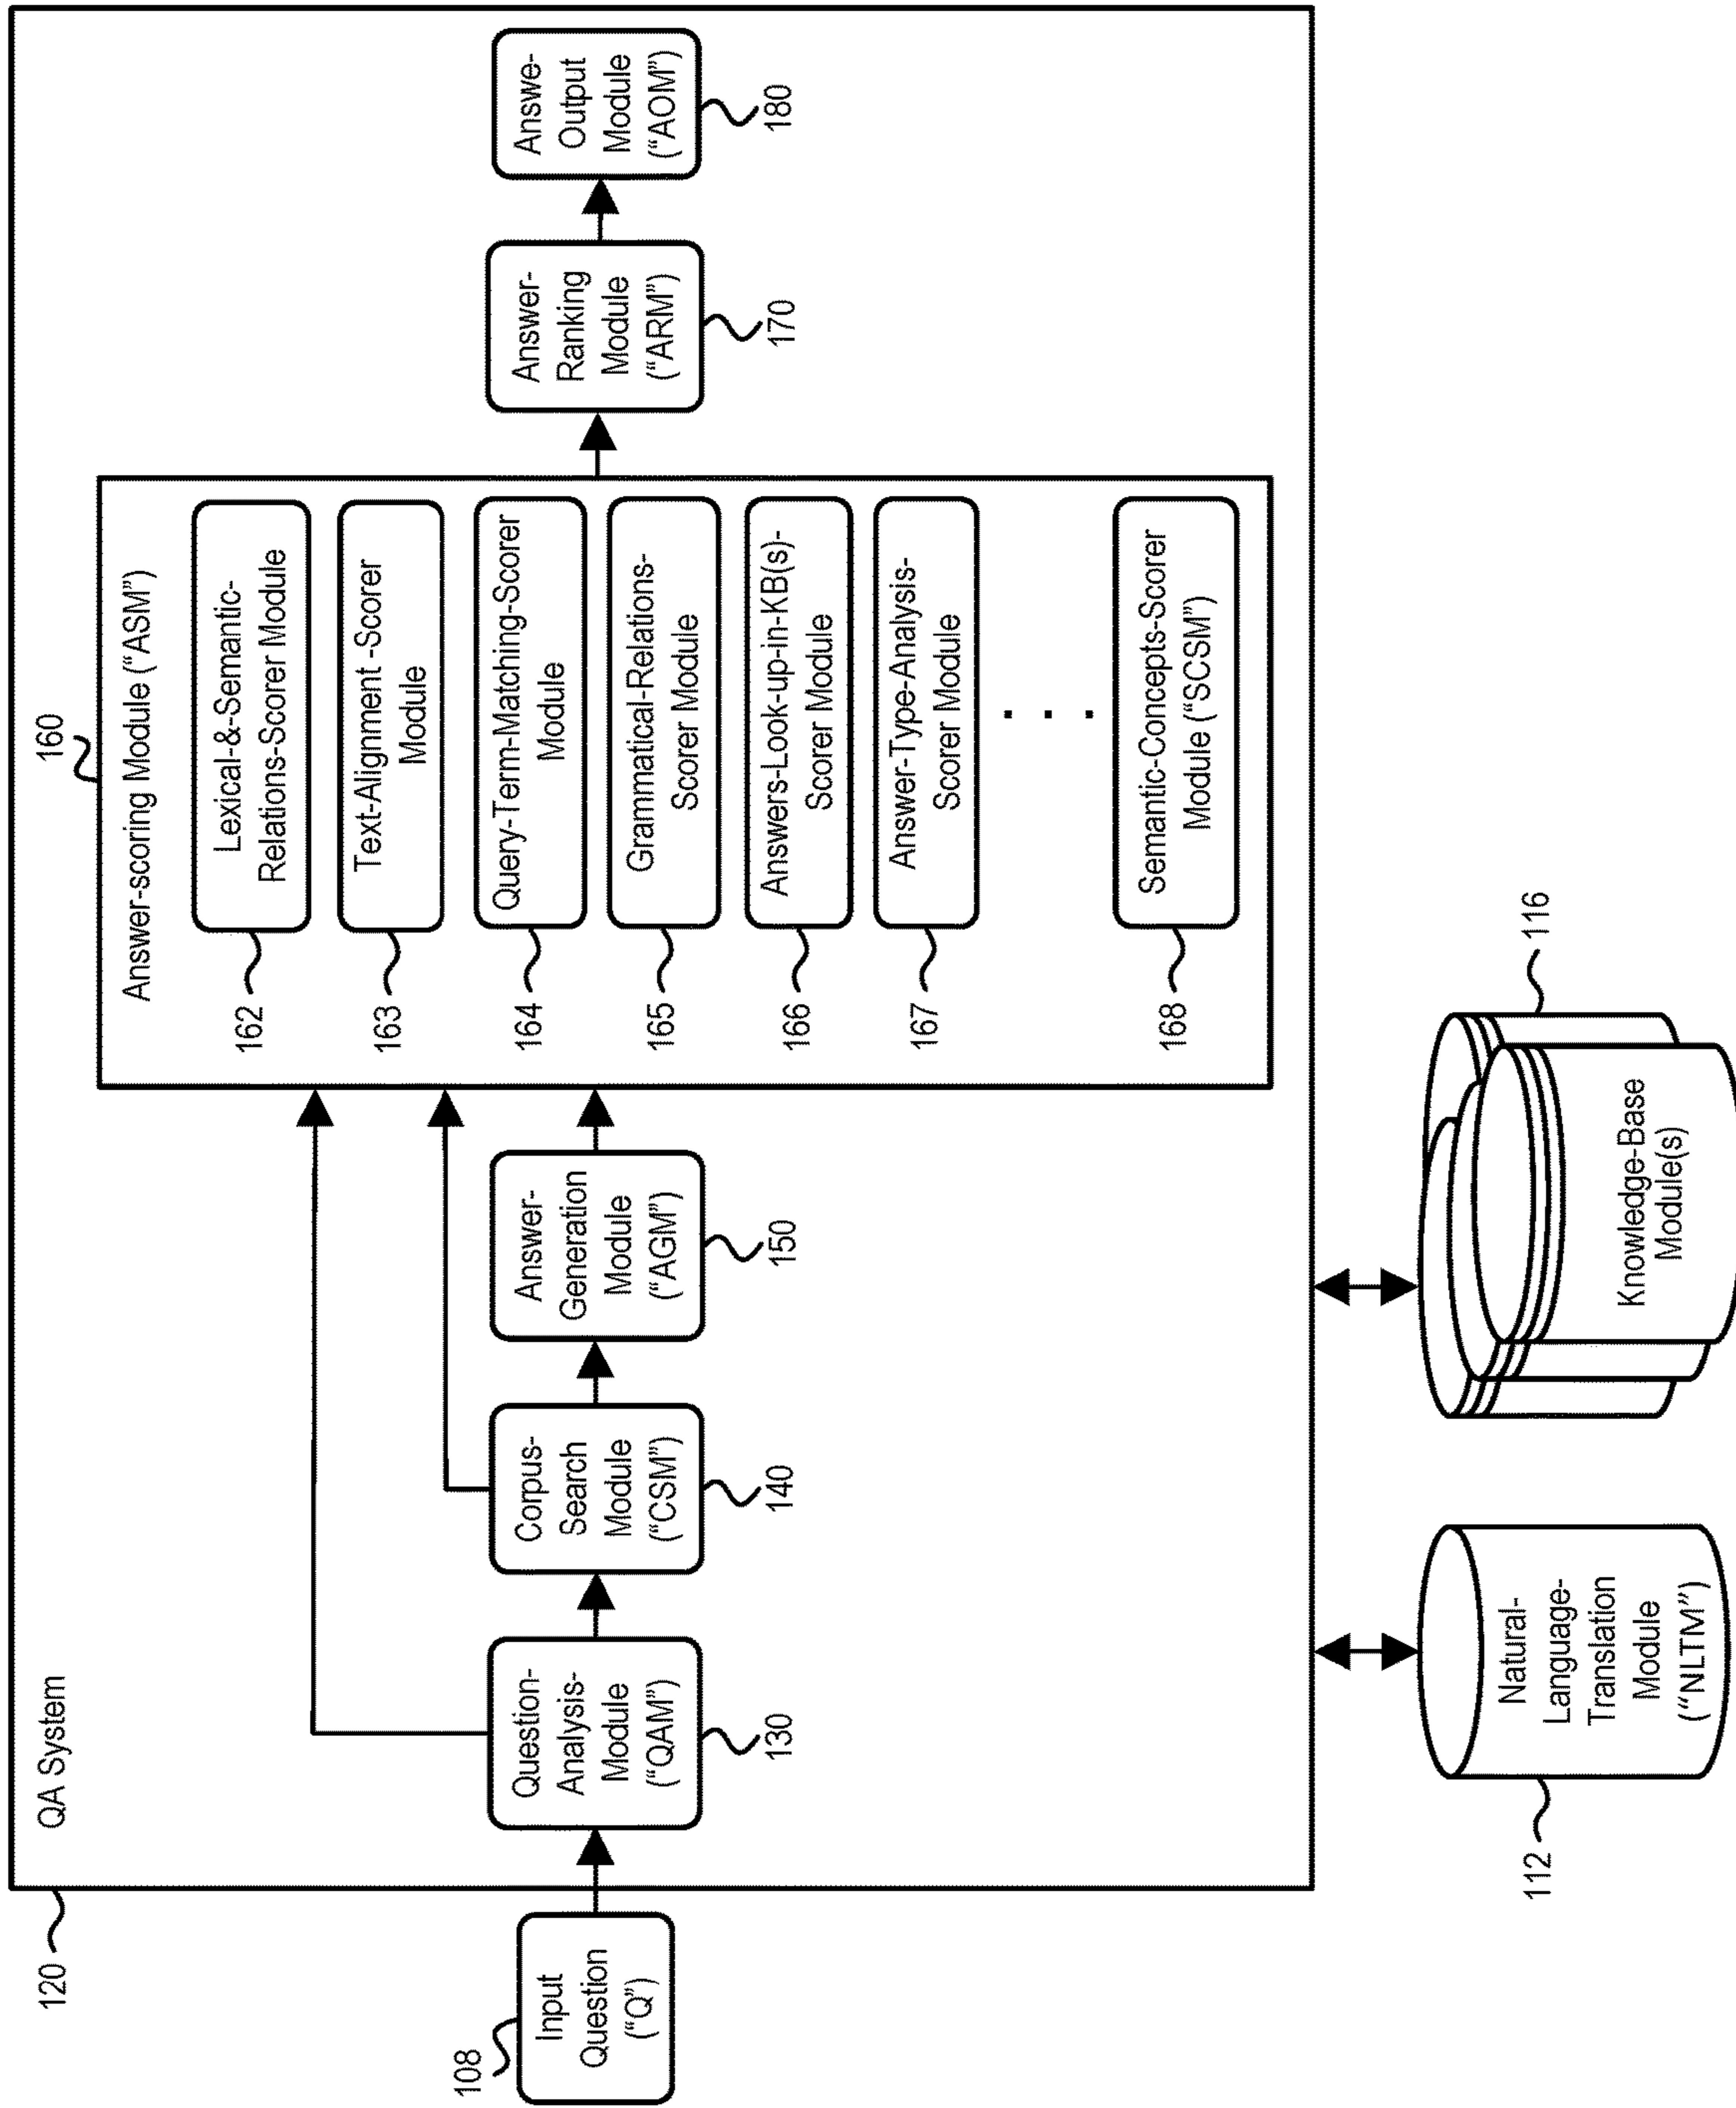 120
QA System
108
Input
Question
("Q")
Question-
Analysis-
Module
("QAM")
130
Corpus-
Search
Module
("CSM")
140
Answer-
Generation
Module
("AGM")
150
160
Answer-scoring Module ("ASM")
162
Lexical-&-Semantic-
Relations-Scorer Module
163
Text-Alignment -Scorer
Module
164
Query-Term-Matching-Scorer
Module
165
Grammatical-Relations-
Scorer Module
166
Answers-Look-up-in-KB(s)-
Scorer Module
167
Answer-Type-Analysis-
Scorer Module
. . .
168
Semantic-Concepts-Scorer
Module ("SCSM")
Answer-
Ranking
Module
("ARM")
170
Answe-
Output
Module
("AOM")
180
112
Natural-
Language-
Translation
Module
("NLTM")
116
Knowledge-Base
Module(s)